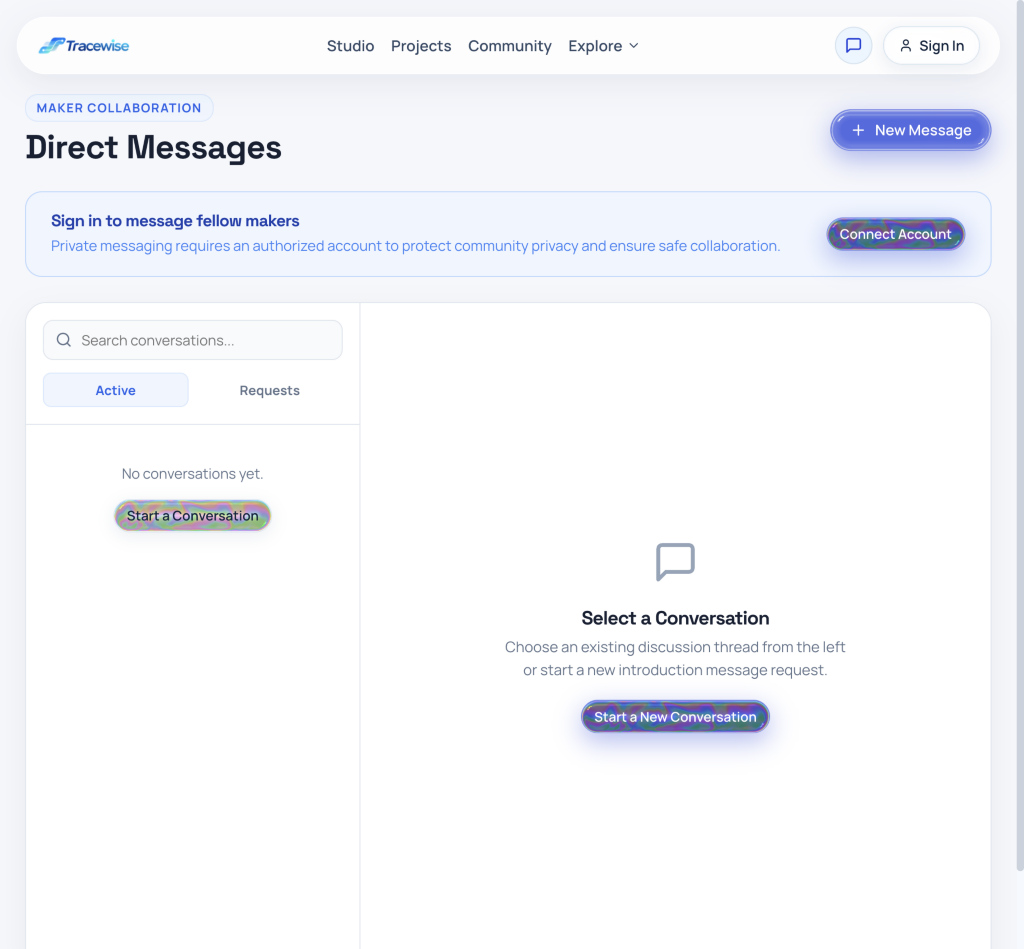 Tracewise
Studio
Projects
Community
Explore
Sign In
MAKER COLLABORATION
Direct Messages
New Message
Sign in to message fellow makers
Private messaging requires an authorized account to protect community privacy and ensure safe collaboration.
Connect Account
Search conversations...
Active
Requests
No conversations yet.
Start a Conversation
Select a Conversation
Choose an existing discussion thread from the left
or start a new introduction message request.
Start a New Conversation